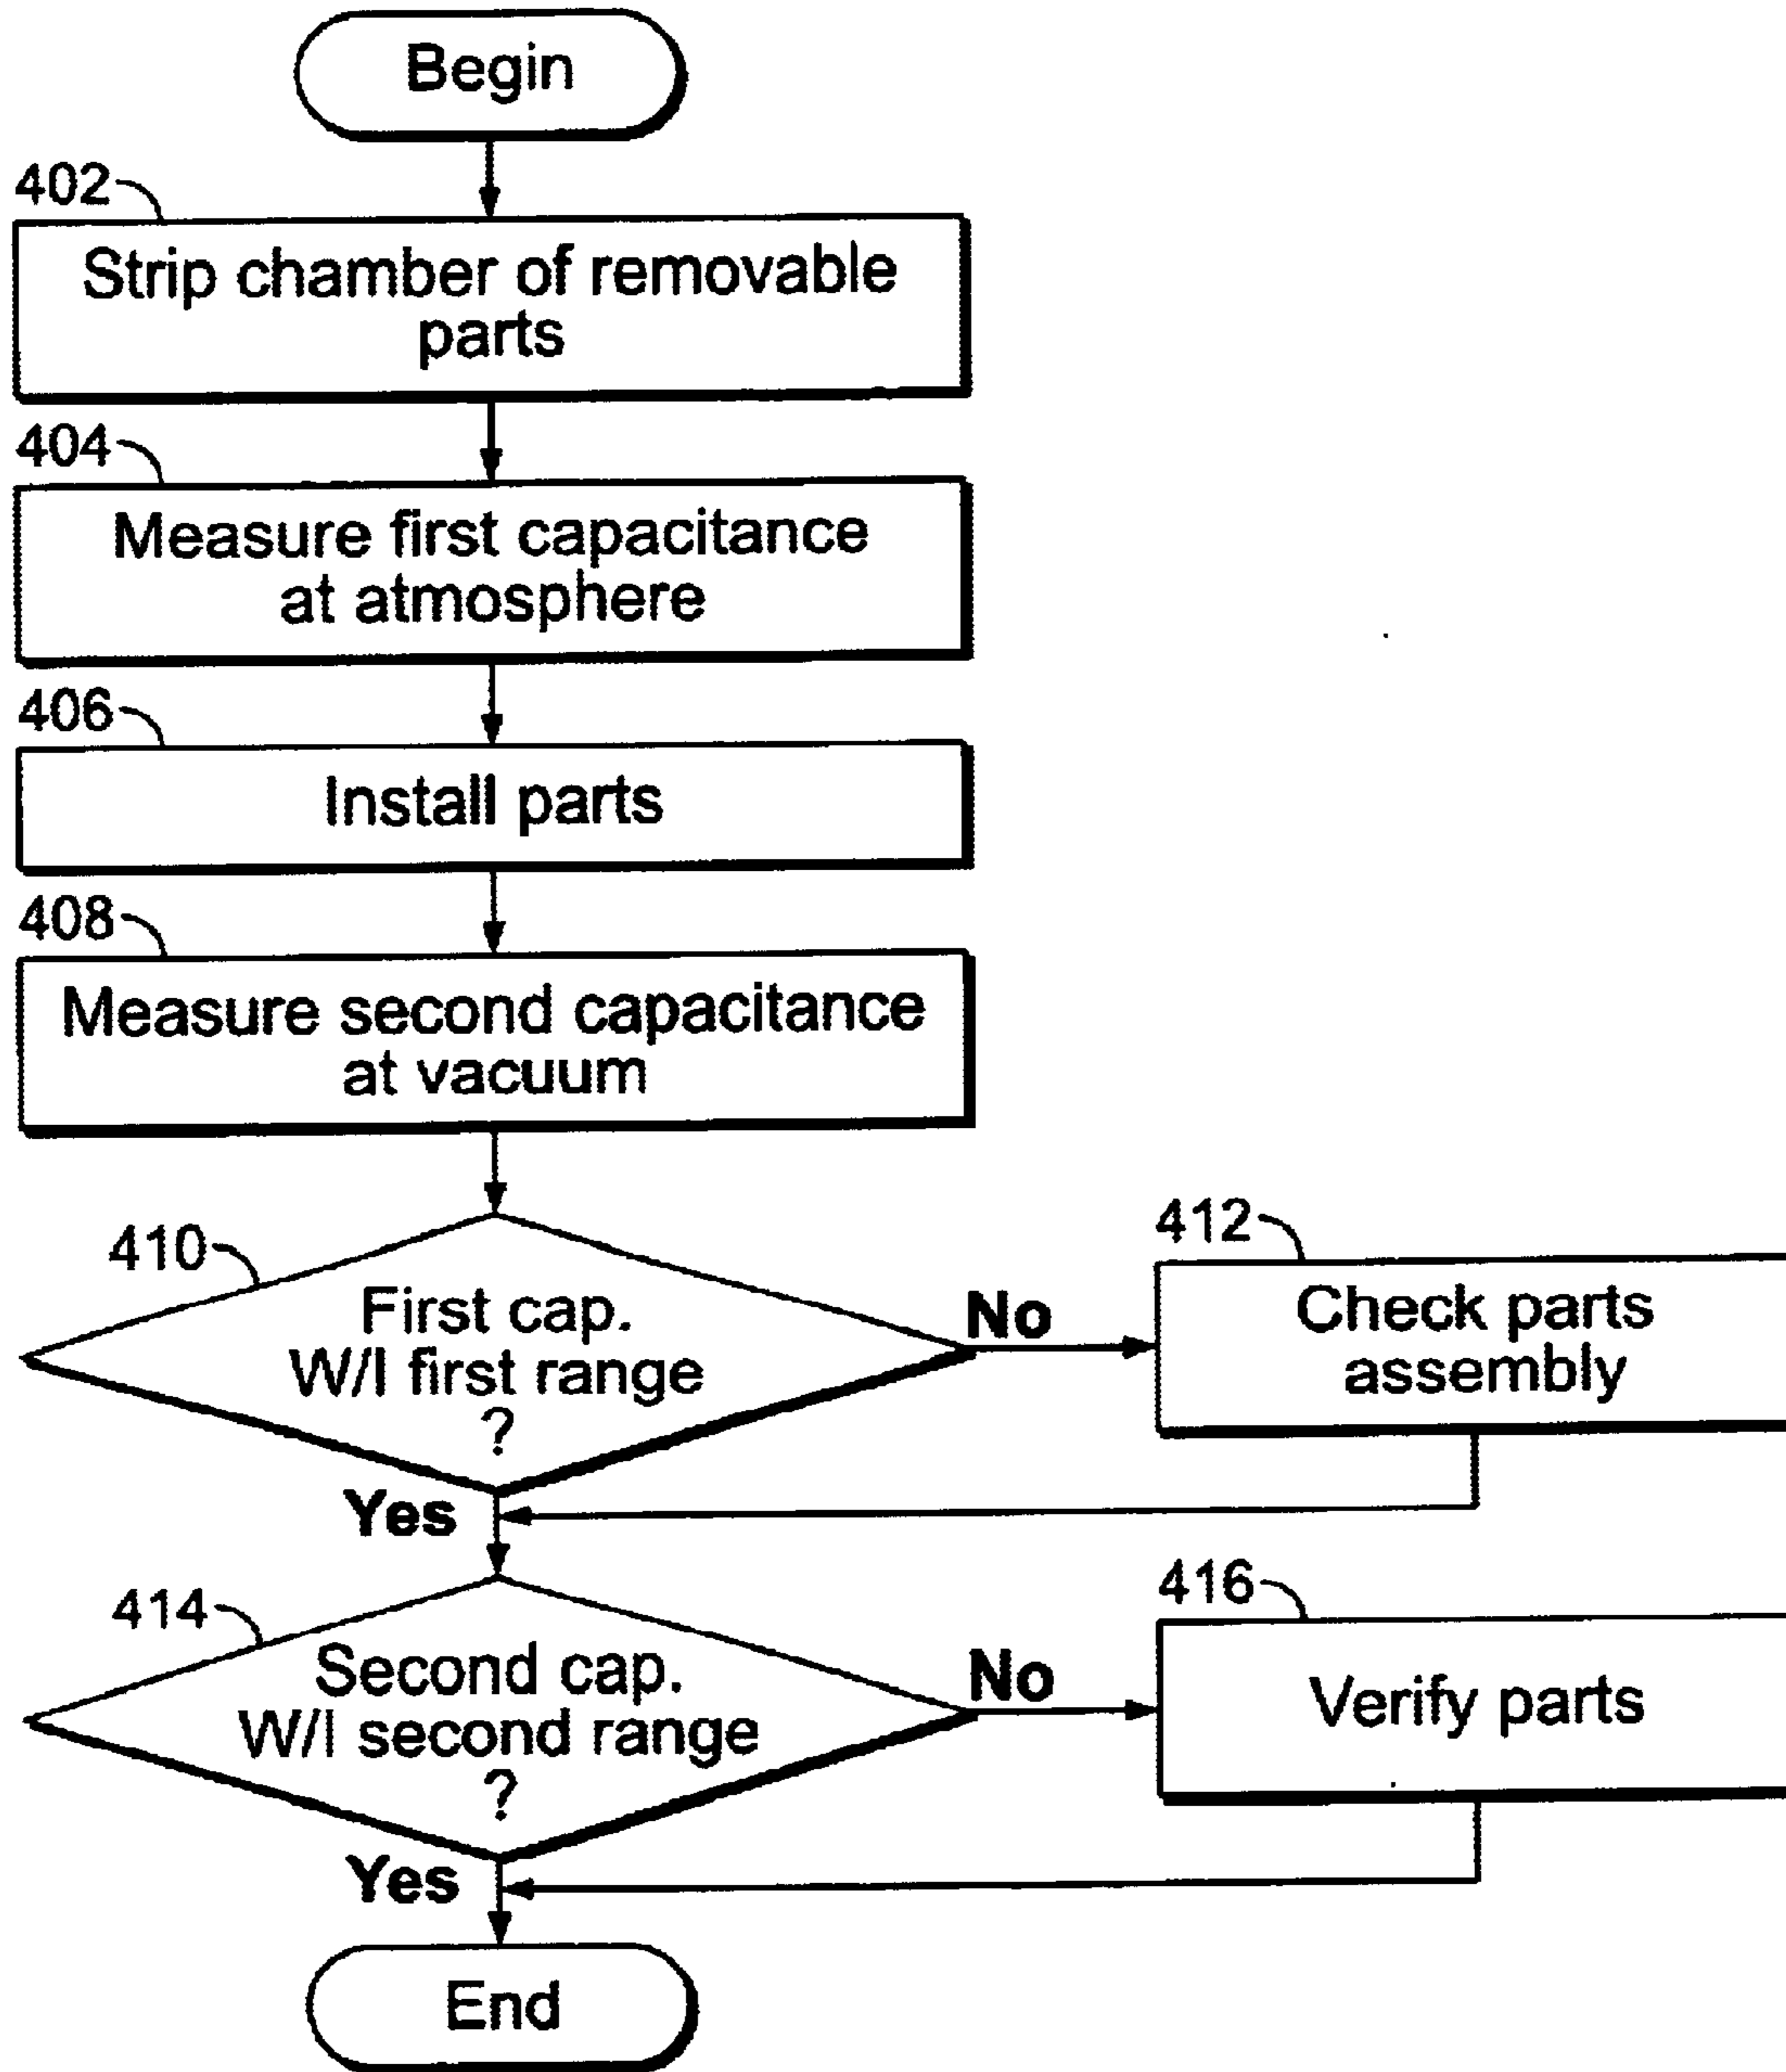 Begin
402
Strip chamber of removable
parts
404
Measure first capacitance
at atmosphere
406
Install parts
408
Measure second capacitance
at vacuum
410
First cap.
W/I first range
?
No
412
Check parts
assembly
Yes
414
Second cap.
W/I second range
?
No
416
Verify parts
Yes
End